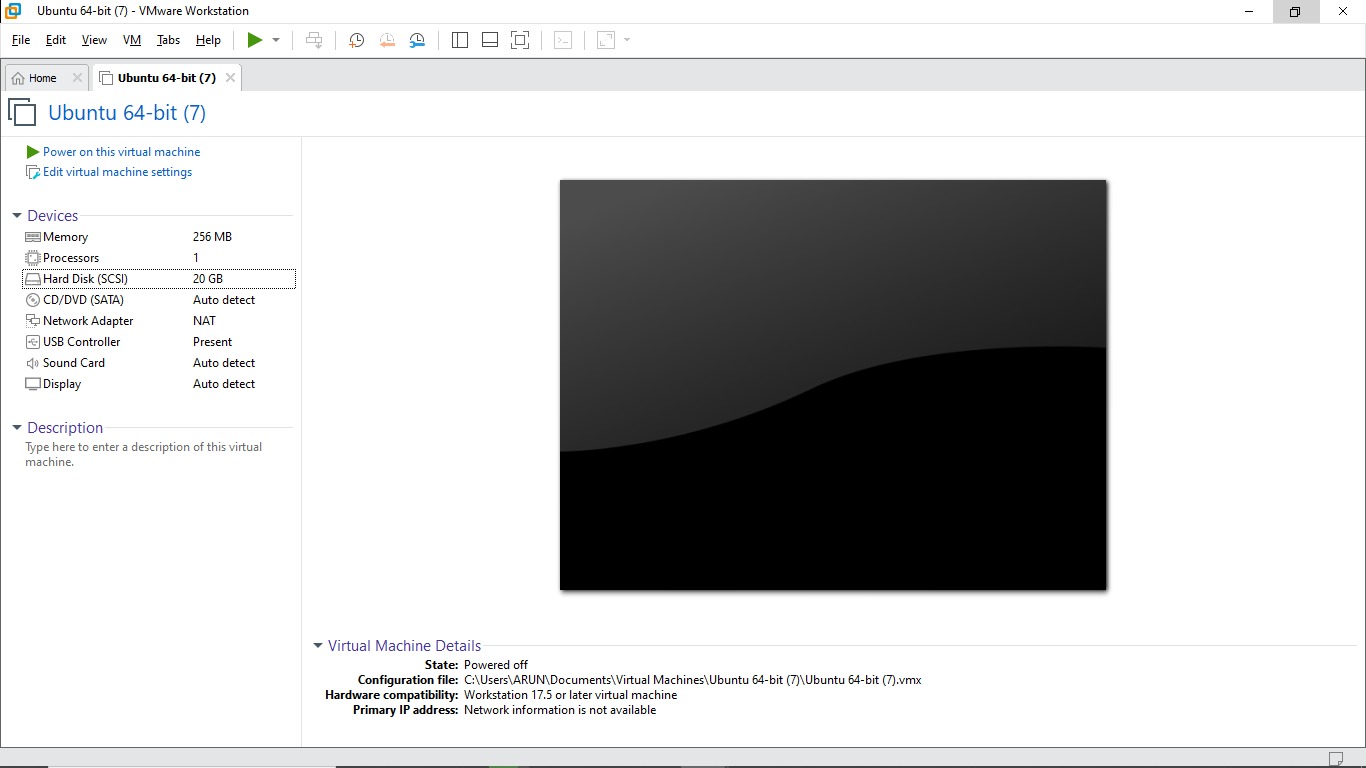 Ubuntu 64-bit (7) - VMware Workstation
File Edit View VM Tabs Help
Home Ubuntu 64-bit (7)
Ubuntu 64-bit (7)
Power on this virtual machine
Edit virtual machine settings
Devices
Memory 256 MB
Processors 1
Hard Disk (SCSI) 20 GB
CD/DVD (SATA) Auto detect
Network Adapter NAT
USB Controller Present
Sound Card Auto detect
Display Auto detect
Description
Type here to enter a description of this virtual
machine.
Virtual Machine Details
State: Powered off
Configuration file: C:\Users\ARUN\Documents\Virtual Machines\Ubuntu 64-bit (7)\Ubuntu 64-bit (7).vmx
Hardware compatibility: Workstation 17.5 or later virtual machine
Primary IP address: Network information is not available